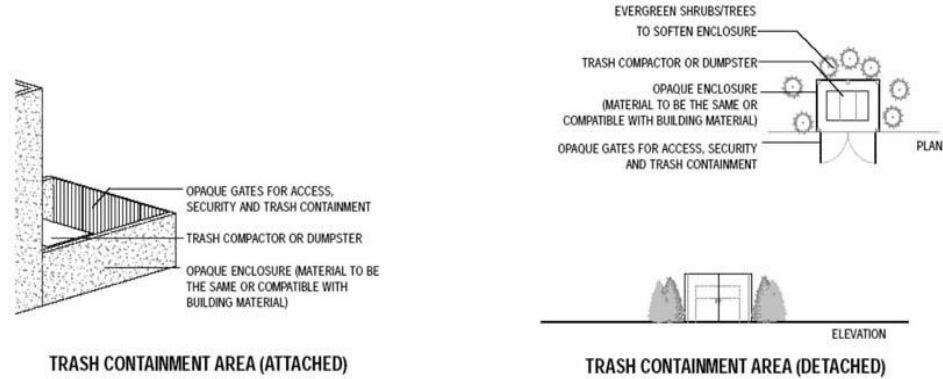 OPAQUE GATES FOR ACCESS,
SECURITY AND TRASH CONTAINMENT
TRASH COMPACTOR OR DUMPSTER
OPAQUE ENCLOSURE (MATERIAL TO BE
THE SAME OR COMPATIBLE WITH
BUILDING MATERIAL)
TRASH CONTAINMENT AREA (ATTACHED)
EVERGREEN SHRUBS/TREES
TO SOFTEN ENCLOSURE
TRASH COMPACTOR OR DUMPSTER
OPAQUE ENCLOSURE
(MATERIAL TO BE THE SAME OR
COMPATIBLE WITH BUILDING MATERIAL)
OPAQUE GATES FOR ACCESS, SECURITY
AND TRASH CONTAINMENT
PLAN
ELEVATION
TRASH CONTAINMENT AREA (DETACHED)